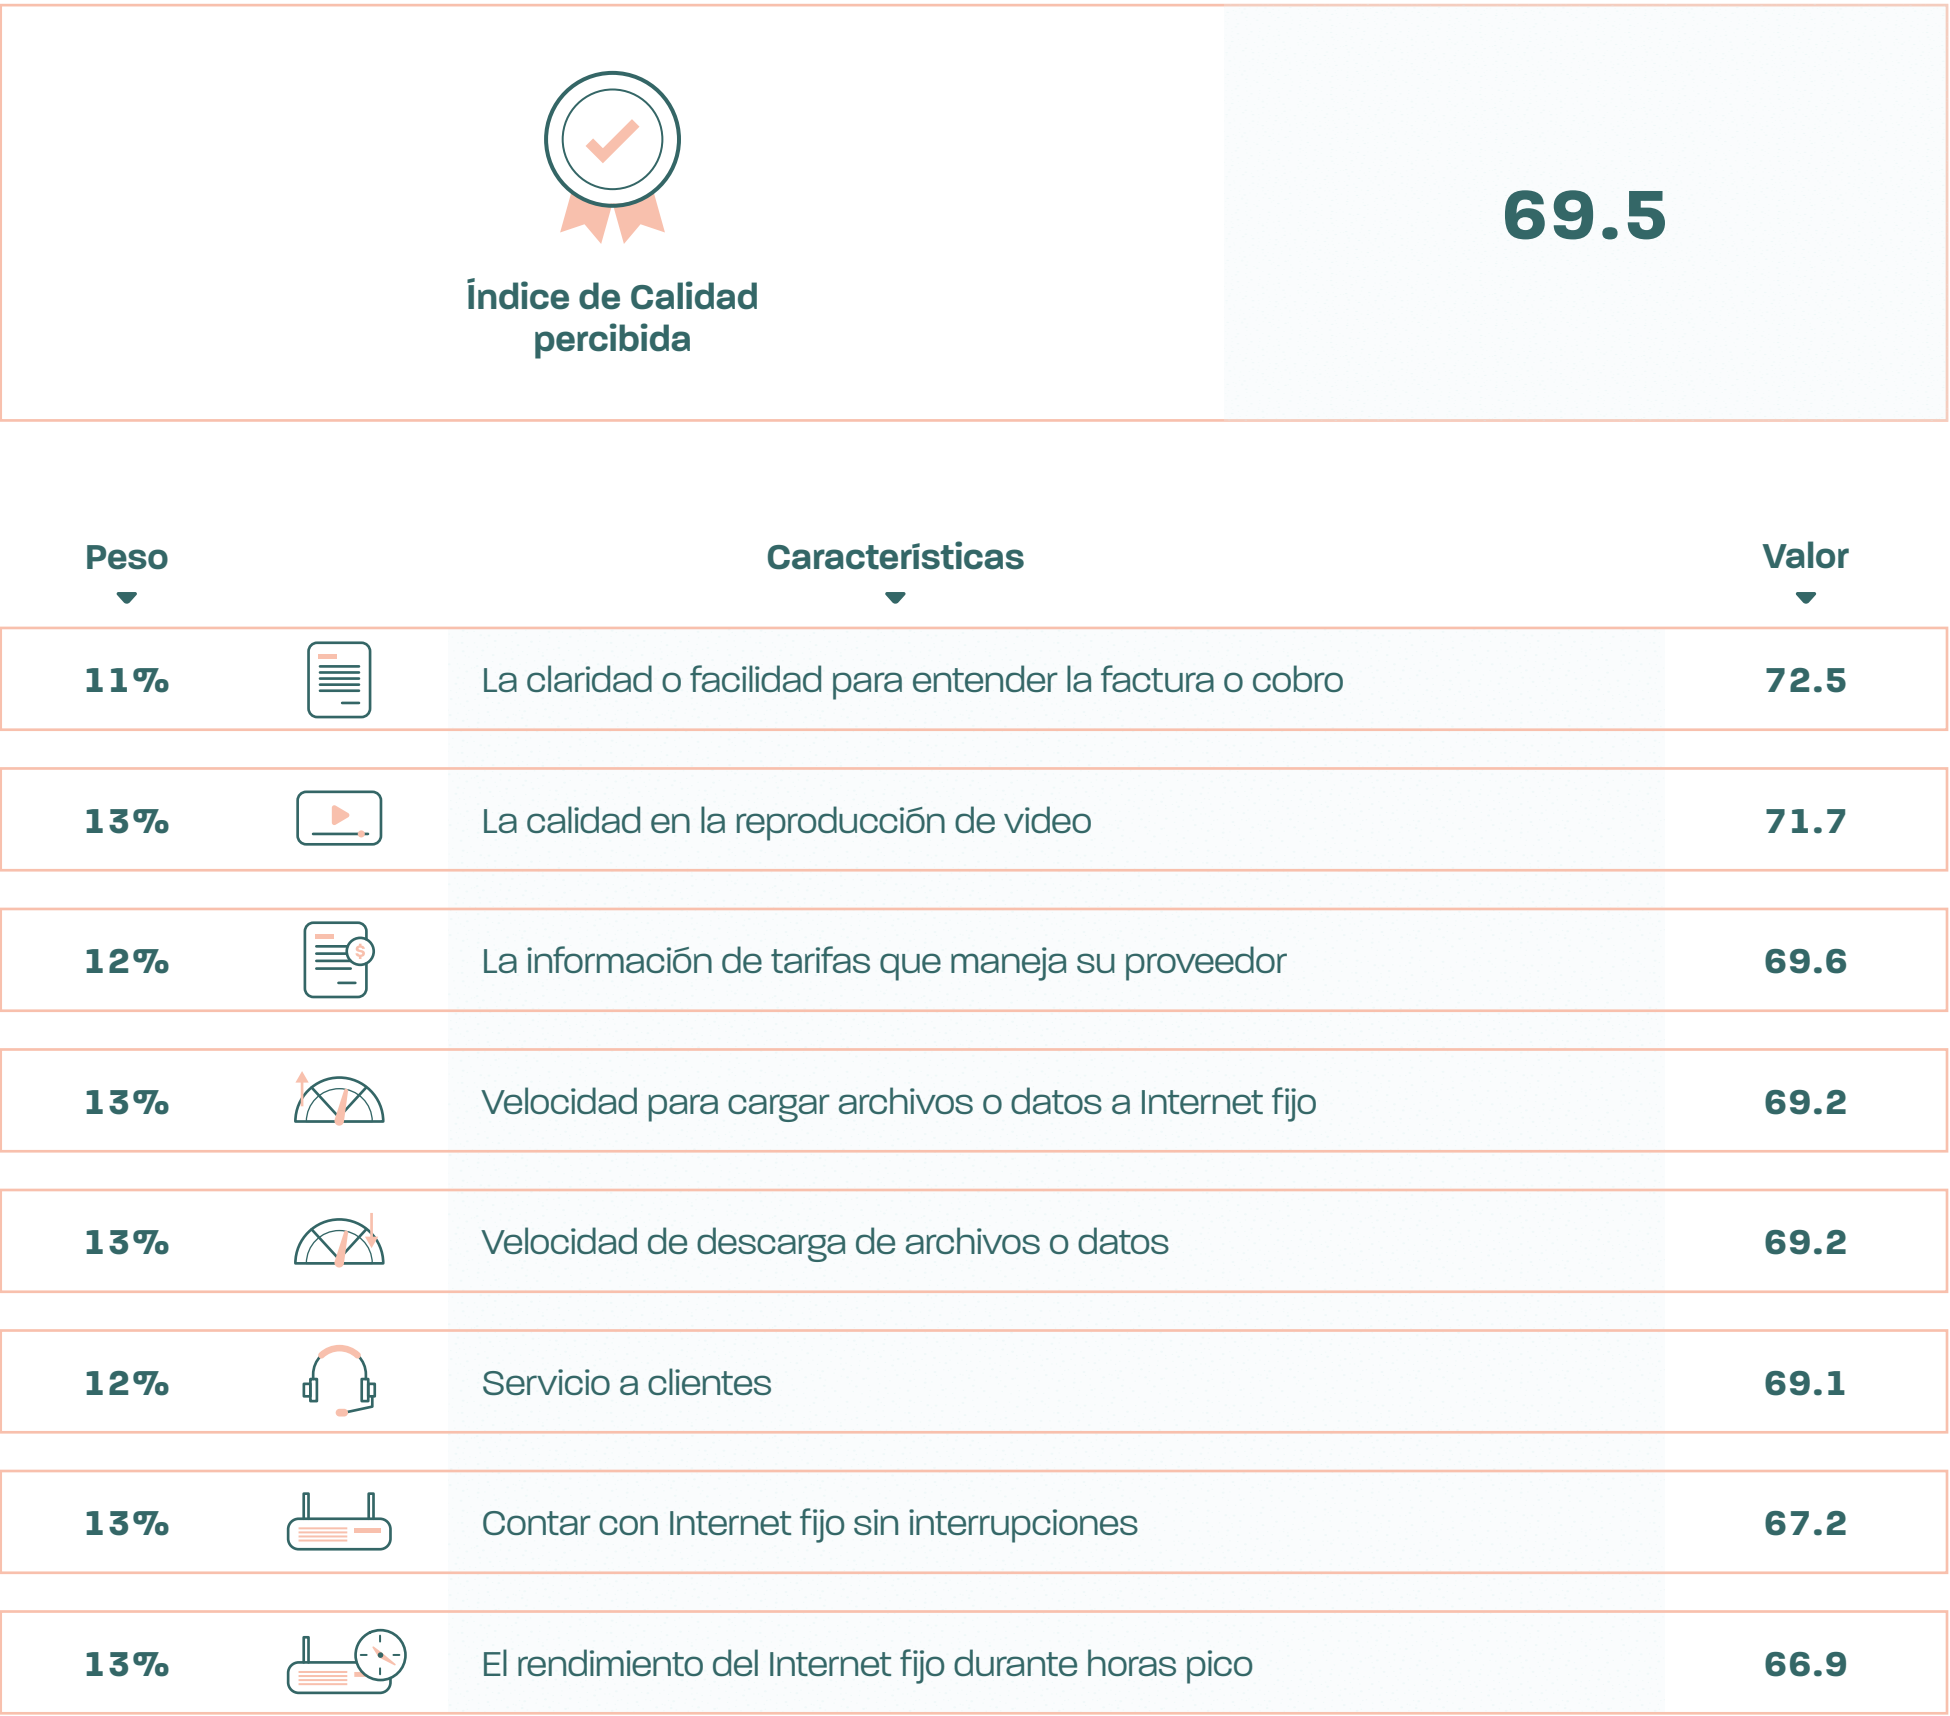 Índice de Calidad
percibida
69.5
Peso Características Valor
11% La claridad o facilidad para entender la factura o cobro 72.5
13% La calidad en la reproducción de video 71.7
12% $ La información de tarifas que maneja su proveedor 69.6
13% Velocidad para cargar archivos o datos a Internet fijo 69.2
13% Velocidad de descarga de archivos o datos 69.2
12% Servicio a clientes 69.1
13% Contar con Internet fijo sin interrupciones 67.2
13% El rendimiento del Internet fijo durante horas pico 66.9